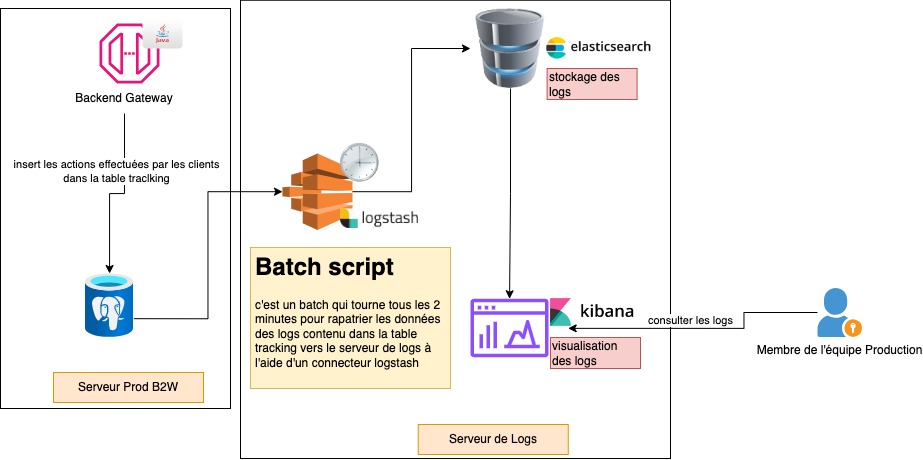 Java
Backend Gateway
insert les actions effectuées par les clients
dans la table traclking
Serveur Prod B2W
logstash
Batch script
c'est un batch qui tourne tous les 2
minutes pour rapatrier les données
des logs contenu dans la table
tracking vers le serveur de logs à
l'aide d'un connecteur logstash
elasticsearch
stockage des
logs
kibana
visualisation
des logs
Serveur de Logs
consulter les logs
Membre de l'équipe Production